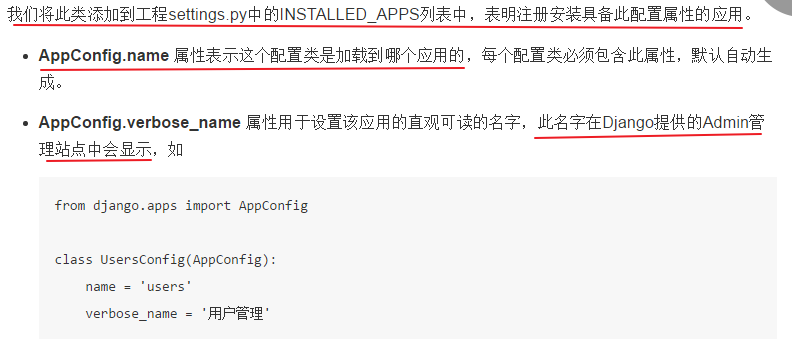 我们将此类添加到工程settings.py中的INSTALLED_APPS列表中，表明注册安装具备此配置属性的应用。
• AppConfig.name 属性表示这个配置类是加载到哪个应用的，每个配置类必须包含此属性，默认自动生
成。
• AppConfig.verbose_name 属性用于设置该应用的直观可读的名字，此名字在Django提供的Admin管
理站点中会显示，如
from django.apps import AppConfig
class UsersConfig(AppConfig):
    name = 'users'
    verbose_name = '用户管理'